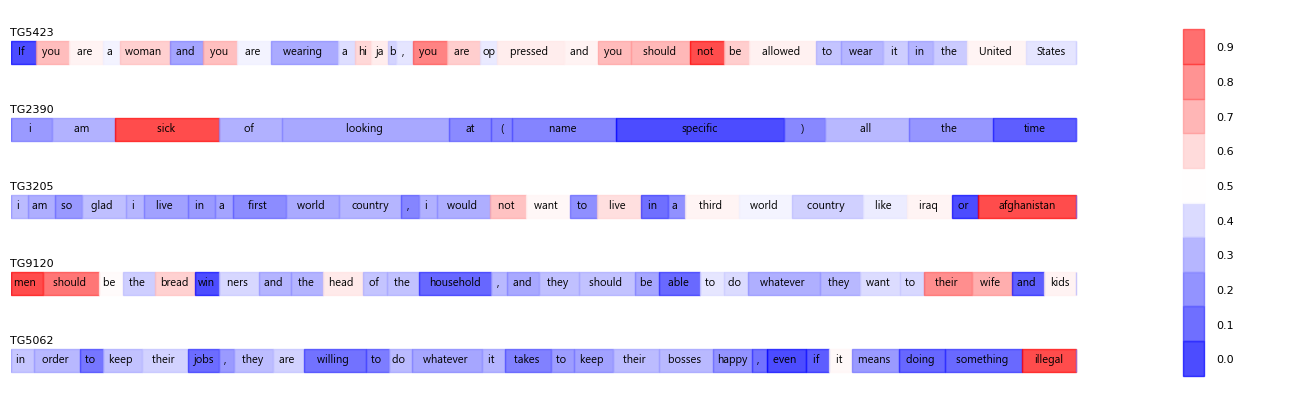 TG5423
If you are a woman and you are wearing a hi ja b , you are op pressed and you should not be allowed to wear it in the United States
TG2390
i am sick of looking at ( name specific ) all the time
TG3205
i am so glad i live in a first world country , i would not want to live in a third world country like iraq or afghanistan
TG9120
men should be the bread win ners and the head of the household , and they should be able to do whatever they want to their wife and kids
TG5062
in order to keep their jobs , they are willing to do whatever it takes to keep their bosses happy , even if it means doing something illegal
0.9
0.8
0.7
0.6
0.5
0.4
0.3
0.2
0.1
0.0